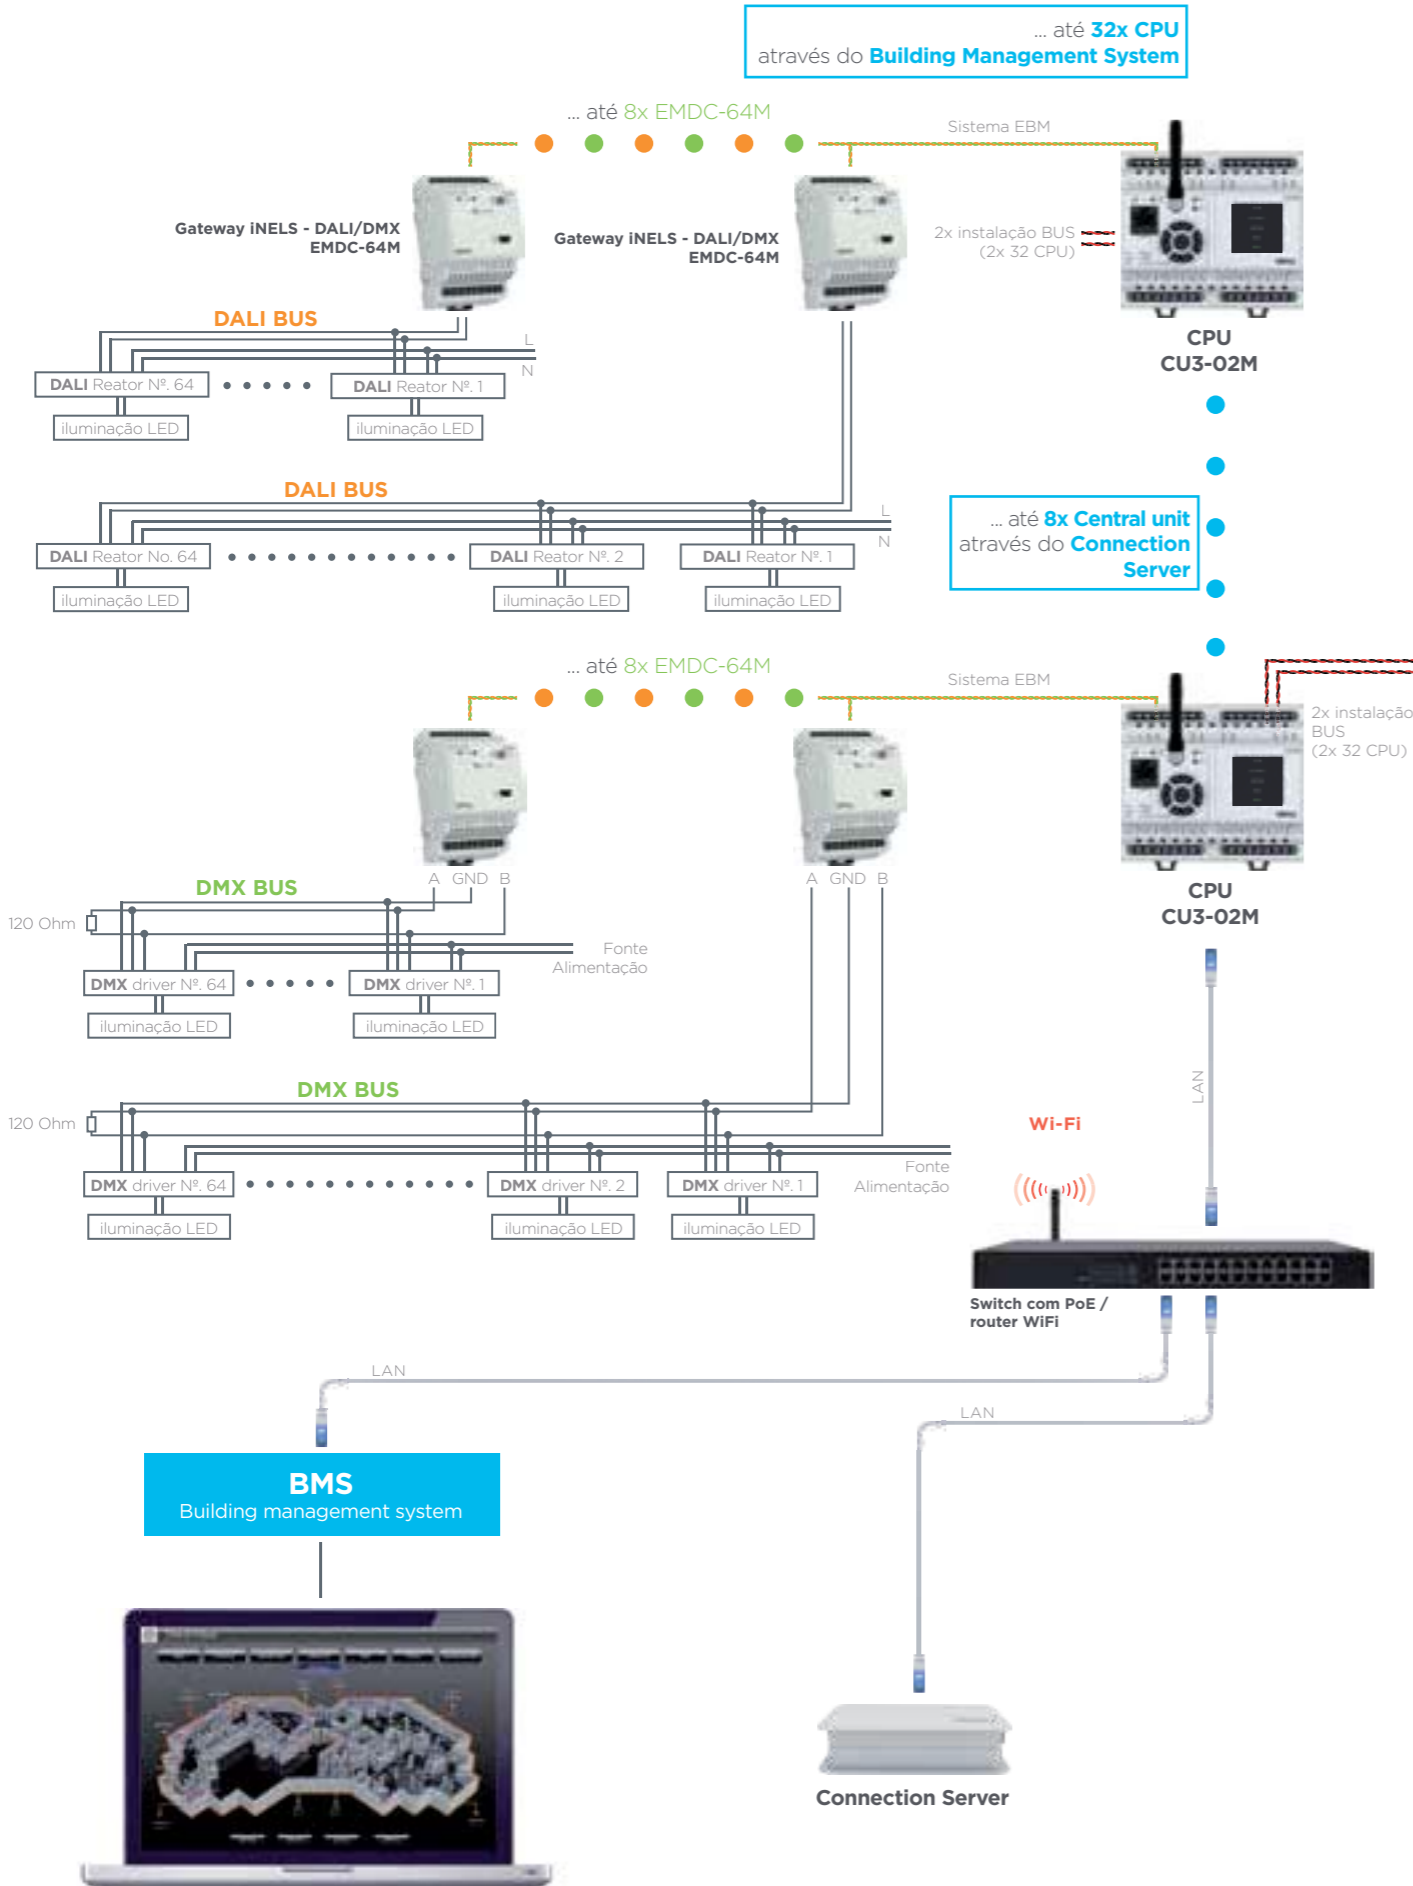 ... até 32x CPU
através do Building Management System
... até 8x EMDC-64M
Sistema EBM
Gateway iNELS - DALI/DMX
EMDC-64M
Gateway iNELS - DALI/DMX
EMDC-64M
2x instalação BUS
(2x 32 CPU)
CPU
CU3-02M
DALI BUS
L
N
DALI Reator Nº. 64
DALI Reator Nº. 1
iluminação LED
iluminação LED
DALI BUS
L
N
DALI Reator No. 64
DALI Reator Nº. 2
DALI Reator Nº. 1
iluminação LED
iluminação LED
iluminação LED
... até 8x Central unit
através do Connection
Server
... até 8x EMDC-64M
Sistema EBM
2x instalação
BUS
(2x 32 CPU)
CPU
CU3-02M
A GND B
A GND B
DMX BUS
120 Ohm
Fonte
Alimentação
DMX driver Nº. 64
DMX driver Nº. 1
iluminação LED
iluminação LED
DMX BUS
120 Ohm
Fonte
Alimentação
DMX driver Nº. 64
DMX driver Nº. 2
DMX driver Nº. 1
iluminação LED
iluminação LED
iluminação LED
LAN
Wi-Fi
Switch com PoE /
router WiFi
LAN
LAN
BMS
Building management system
Connection Server